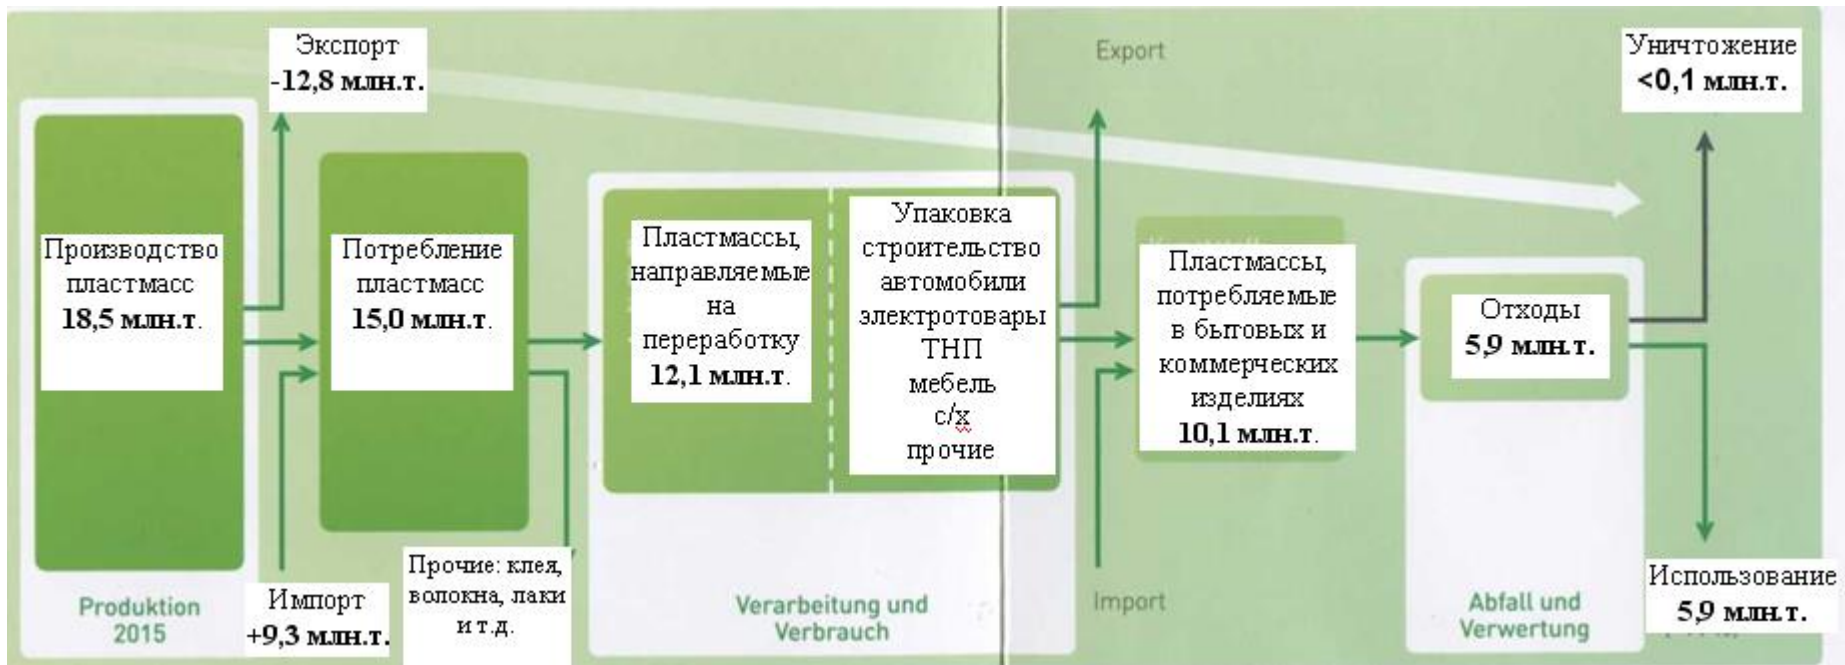 Экспорт
-12,8 млн.т.
Производство
пластмасс
18,5 млн.т.
Produktion
2015
Импорт
+9,3 млн.т.
Потребление
пластмасс
15,0 млн.т.
Прочие: клея,
волокна, лаки
и т.д.
Пластмассы,
направляемые
на
переработку
12,1 млн.т.
Упаковка
строительство
автомобили
электротовары
ТНП
мебель
с/х
прочие
Verarbeitung und
Verbrauch
Export
Import
Пластмассы,
потребляемые
в бытовых и
коммерческих
изделиях
10,1 млн.т.
Отходы
5,9 млн.т.
Abfall und
Verwertung
Уничтожение
<0,1 млн.т.
Использование
5,9 млн.т.